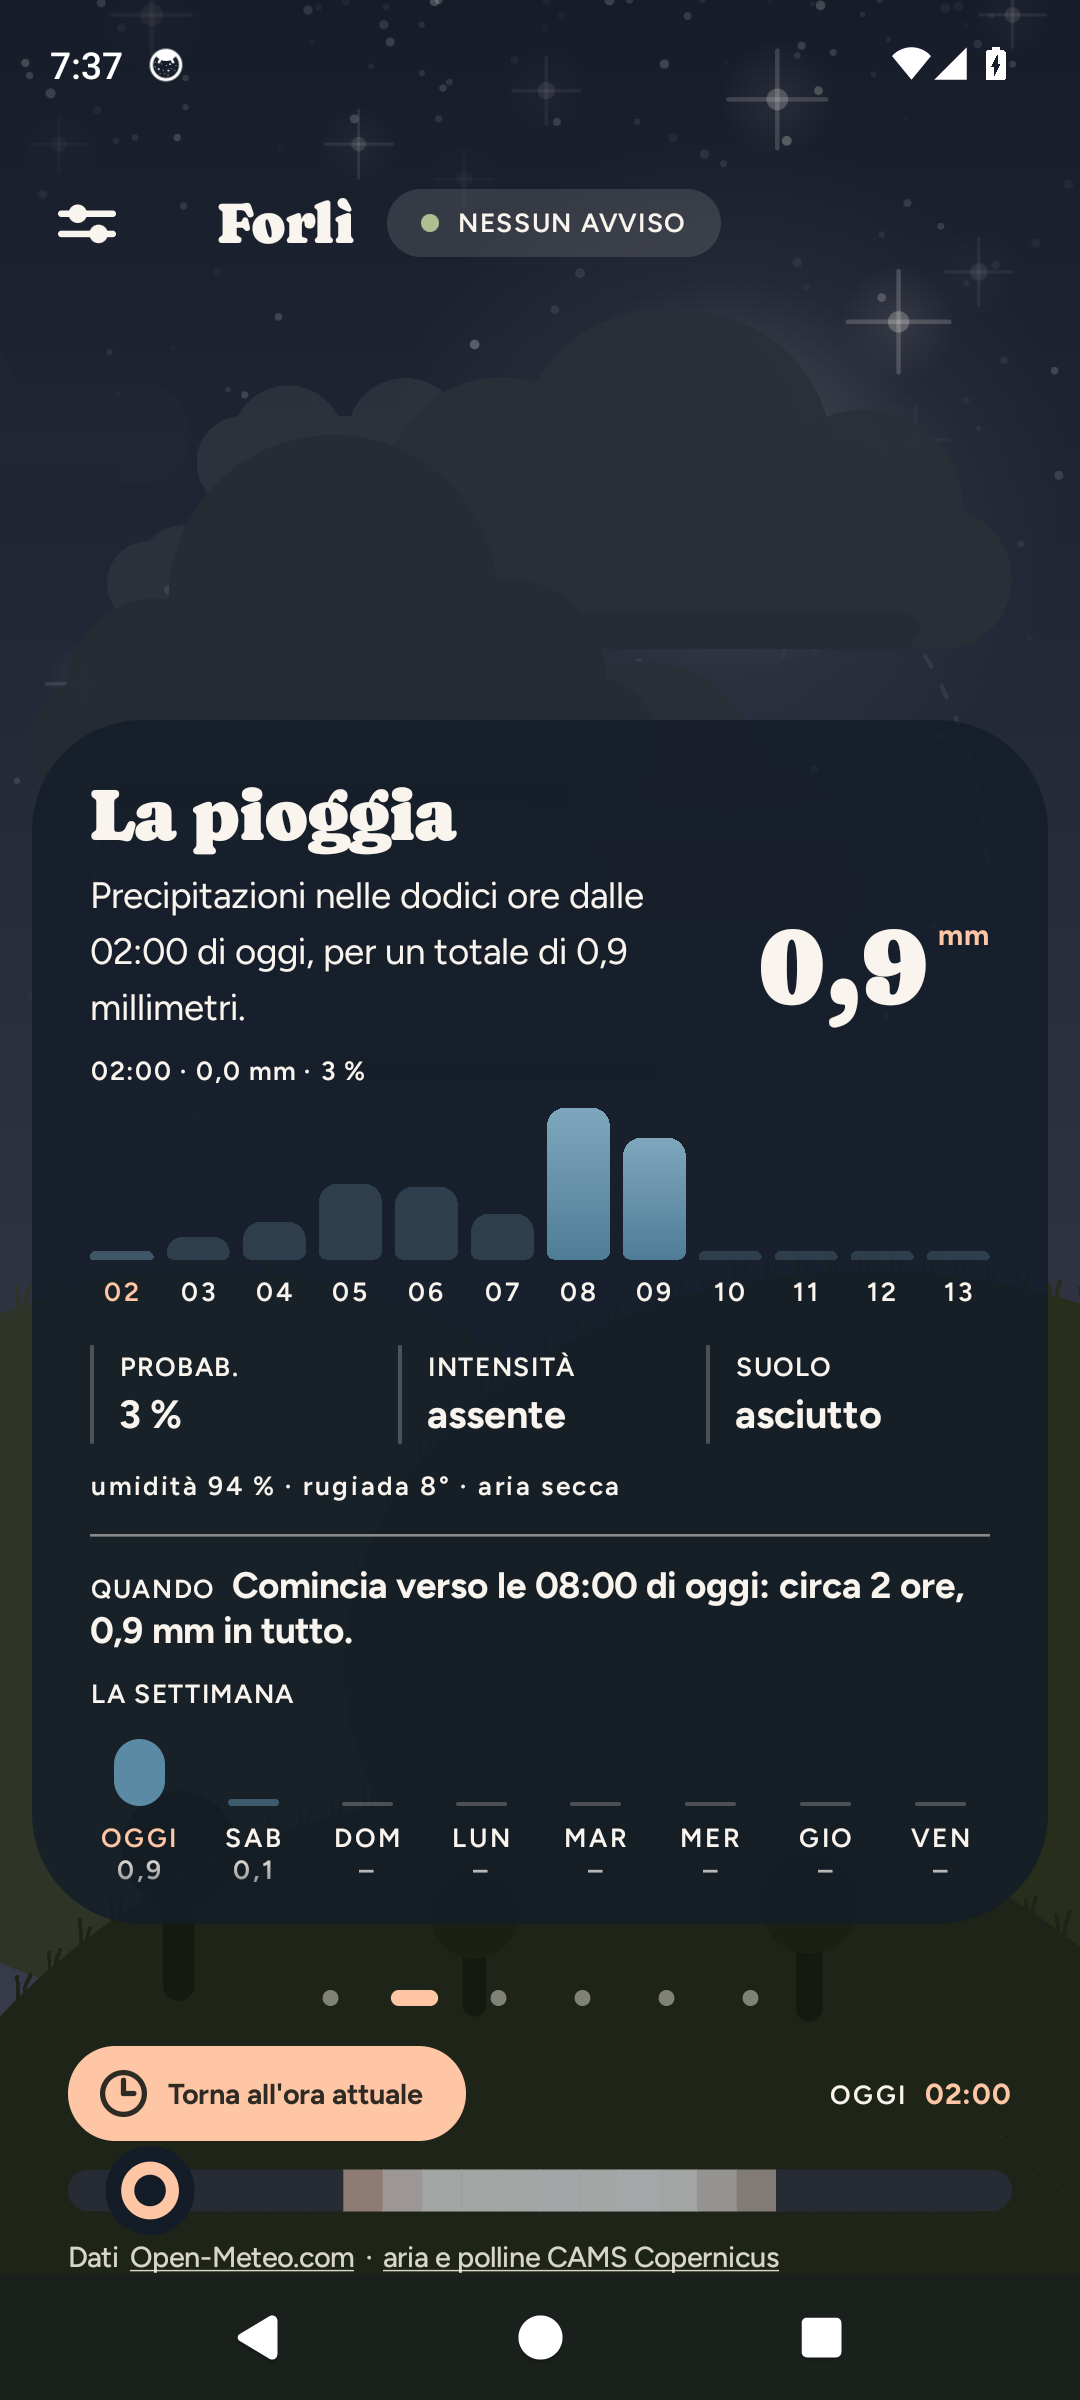 7:37
Forlì
NESSUN AVVISO
La pioggia
Precipitazioni nelle dodici ore dalle
02:00 di oggi, per un totale di 0,9
millimetri.
0,9 mm
02:00 · 0,0 mm · 3 %
02 03 04 05 06 07 08 09 10 11 12 13
PROBAB. INTENSITÀ SUOLO
3 % assente asciutto
umidità 94 % · rugiada 8° · aria secca
QUANDO Comincia verso le 08:00 di oggi: circa 2 ore,
0,9 mm in tutto.
LA SETTIMANA
OGGI SAB DOM LUN MAR MER GIO VEN
0,9 0,1 – – – – – –
Torna all'ora attuale
OGGI 02:00
Dati Open-Meteo.com · aria e polline CAMS Copernicus